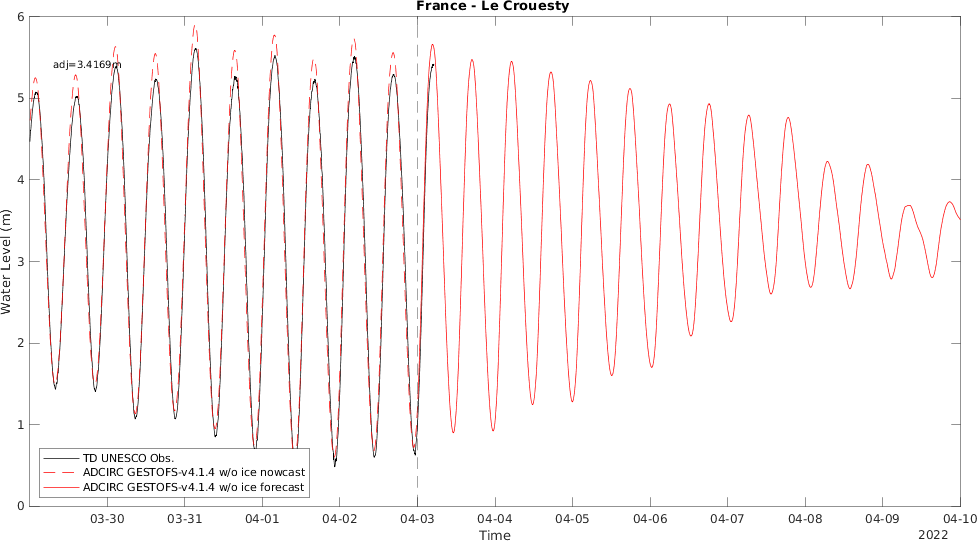 France - Le Crouesty
adj=3.4169m
Water Level (m)
6
5
4
3
2
1
0
TD UNESCO Obs.
ADCIRC GESTOFS-v4.1.4 w/o ice nowcast
ADCIRC GESTOFS-v4.1.4 w/o ice forecast
03-30 03-31 04-01 04-02 04-03 04-04 04-05 04-06 04-07 04-08 04-09 04-10
Time
2022